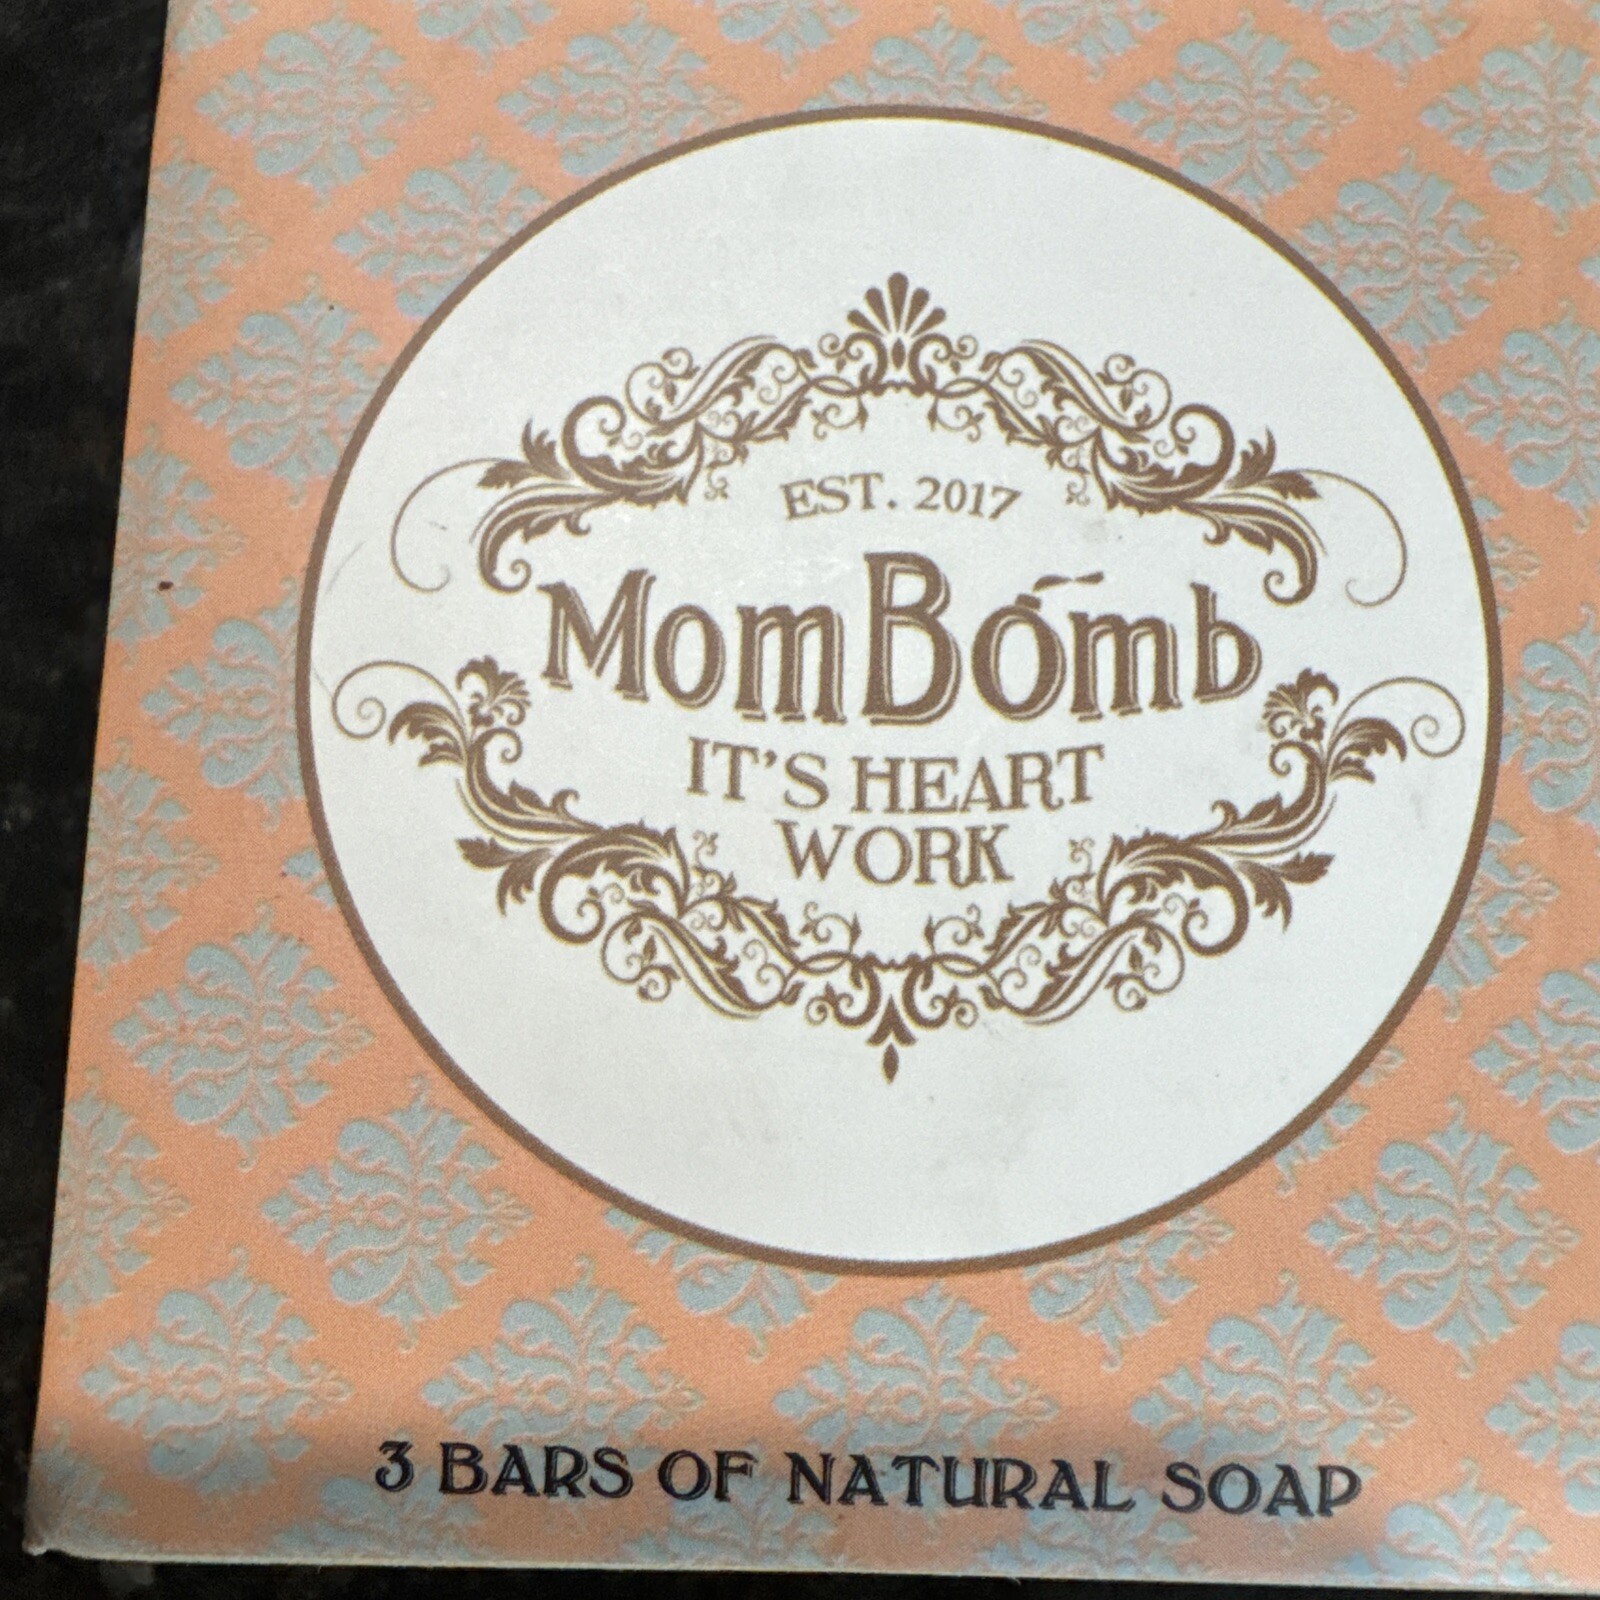 EST. 2017
MomBomb
IT'S HEART
WORK
3 BARS OF NATURAL SOAP